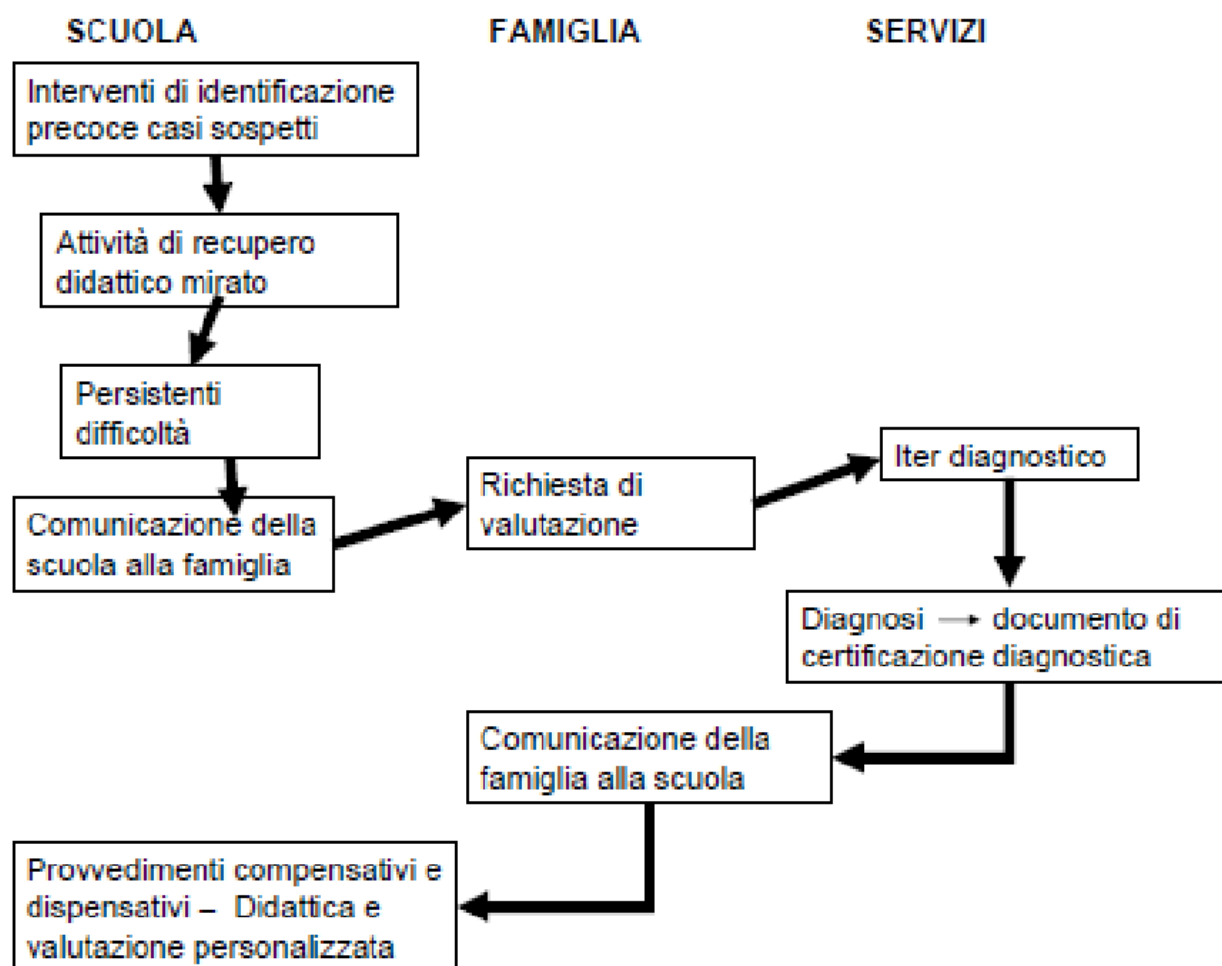 SCUOLA
FAMIGLIA
SERVIZI
Interventi di identificazione
precoce casi sospetti
Attività di recupero
didattico mirato
Persistenti
difficoltà
Comunicazione della
scuola alla famiglia
Richiesta di
valutazione
Iter diagnostico
Diagnosi → documento di
certificazione diagnostica
Comunicazione della
famiglia alla scuola
Provvedimenti compensativi e
dispensativi – Didattica e
valutazione personalizzata